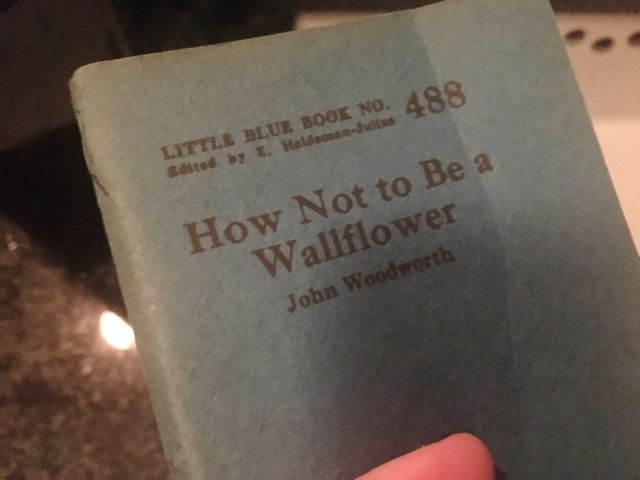 LITTLE BLUE BOOK NO. 488
Edited by E. Haldeman-Julius
How Not to Be a
Wallflower
John Woodworth